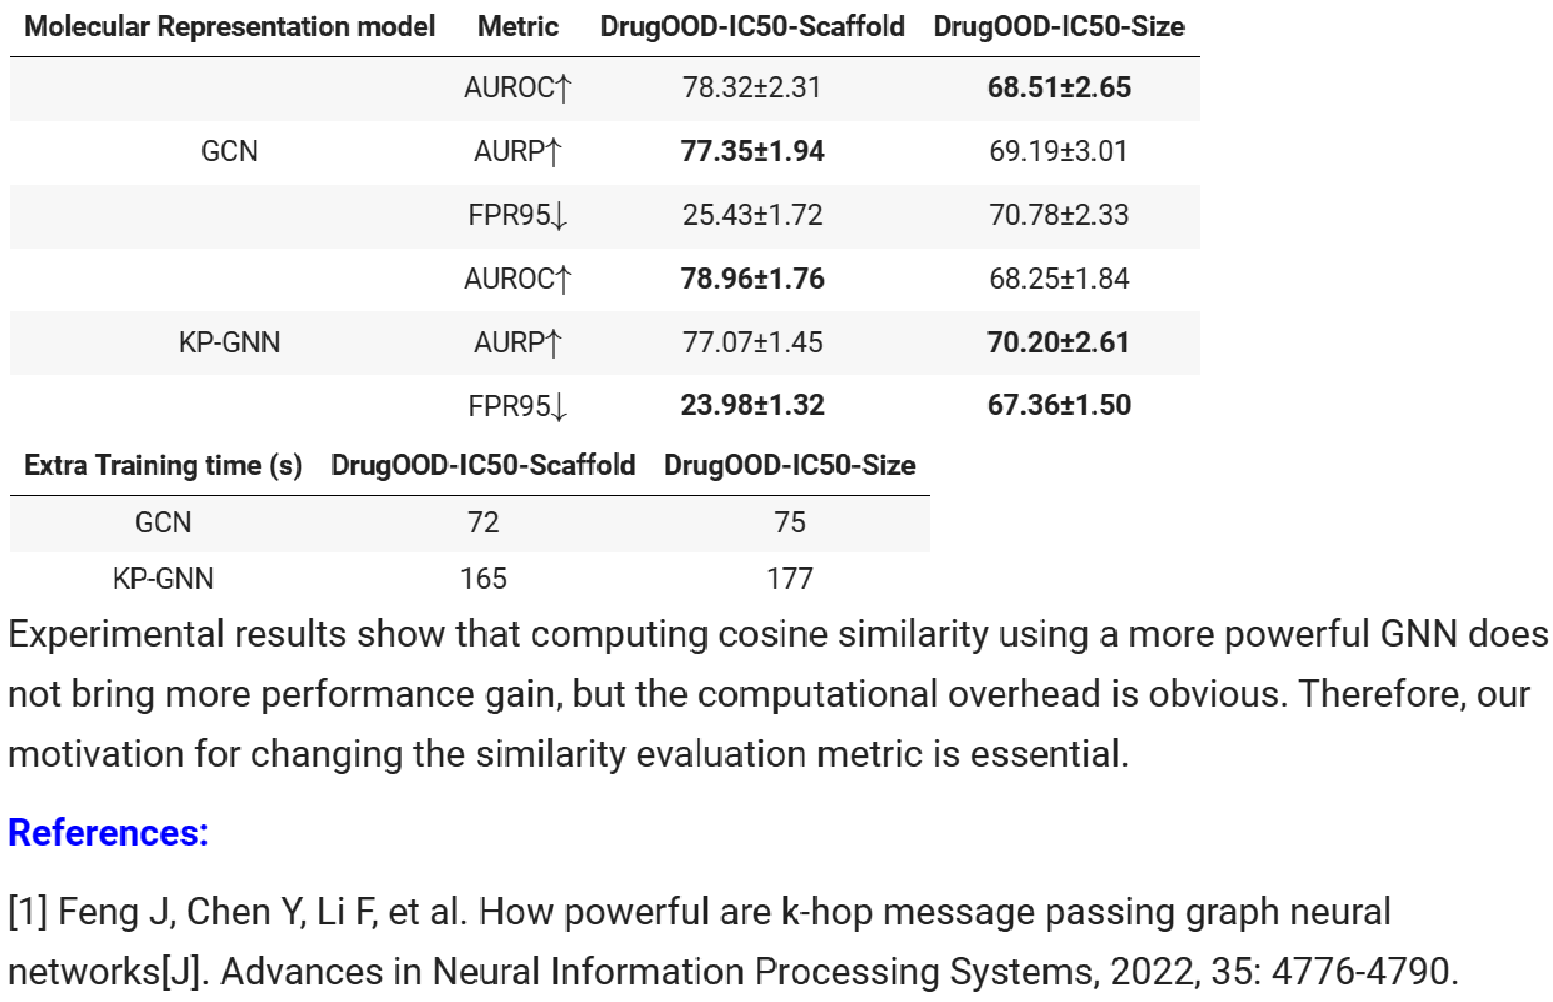 Molecular Representation model Metric DrugOOD-IC50-Scaffold DrugOOD-IC50-Size
AUROC↑ 78.32±2.31 68.51±2.65
GCN AURP↑ 77.35±1.94 69.19±3.01
FPR95↓ 25.43±1.72 70.78±2.33
AUROC↑ 78.96±1.76 68.25±1.84
KP-GNN AURP↑ 77.07±1.45 70.20±2.61
FPR95↓ 23.98±1.32 67.36±1.50
Extra Training time (s) DrugOOD-IC50-Scaffold DrugOOD-IC50-Size
GCN 72 75
KP-GNN 165 177
Experimental results show that computing cosine similarity using a more powerful GNN does
not bring more performance gain, but the computational overhead is obvious. Therefore, our
motivation for changing the similarity evaluation metric is essential.
References:
[1] Feng J, Chen Y, Li F, et al. How powerful are k-hop message passing graph neural
networks[J]. Advances in Neural Information Processing Systems, 2022, 35: 4776-4790.